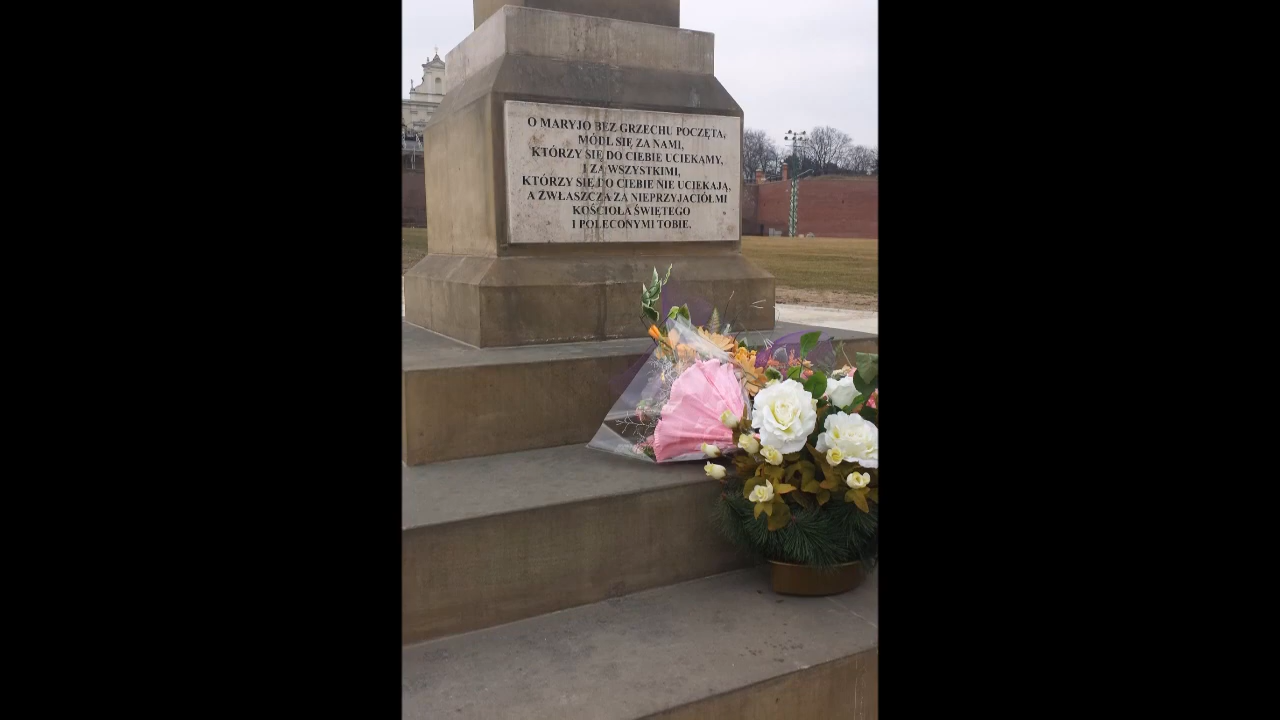 O MARYJO BEZ GRZECHU POCZĘTA,
MÓDL SIĘ ZA NAMI,
KTÓRZY SIĘ DO CIEBIE UCIEKAMY,
I ZA WSZYSTKIMI,
KTÓRZY SIĘ DO CIEBIE NIE UCIEKAJĄ,
A ZWŁASZCZA ZA NIEPRZYJACIÓŁMI
KOŚCIOŁA ŚWIĘTEGO
I POLECONYMI TOBIE.